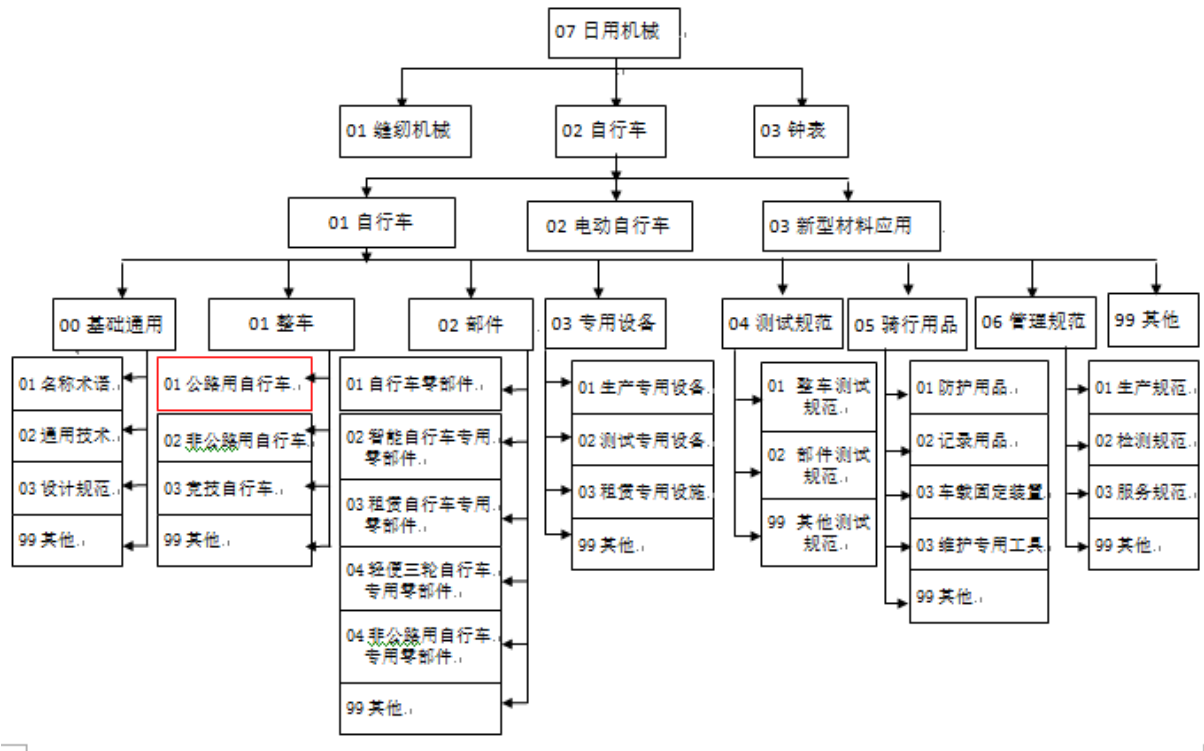 07 日用机械
01 缝纫机械
02 自行车
03 钟表
01 自行车
02 电动自行车
03 新型材料应用
00 基础通用
01 整车
02 部件
03 专用设备
04 测试规范
05 骑行用品
06 管理规范
99 其他
01 名称术语
02 通用技术
03 设计规范
99 其他
01 公路用自行车
02 非公路用自行车
03 竞技自行车
99 其他
01 自行车零部件
02 智能自行车专用
零部件
03 租赁自行车专用
零部件
04 轻便三轮自行车
专用零部件
04 非公路用自行车
专用零部件
99 其他
01 生产专用设备
02 测试专用设备
03 租赁专用设施
99 其他
01 整车测试
规范
02 部件测试
规范
99 其他测试
规范
01 防护用品
02 记录用品
03 车载固定装置
03 维护专用工具
99 其他
01 生产规范
02 检测规范
03 服务规范
99 其他